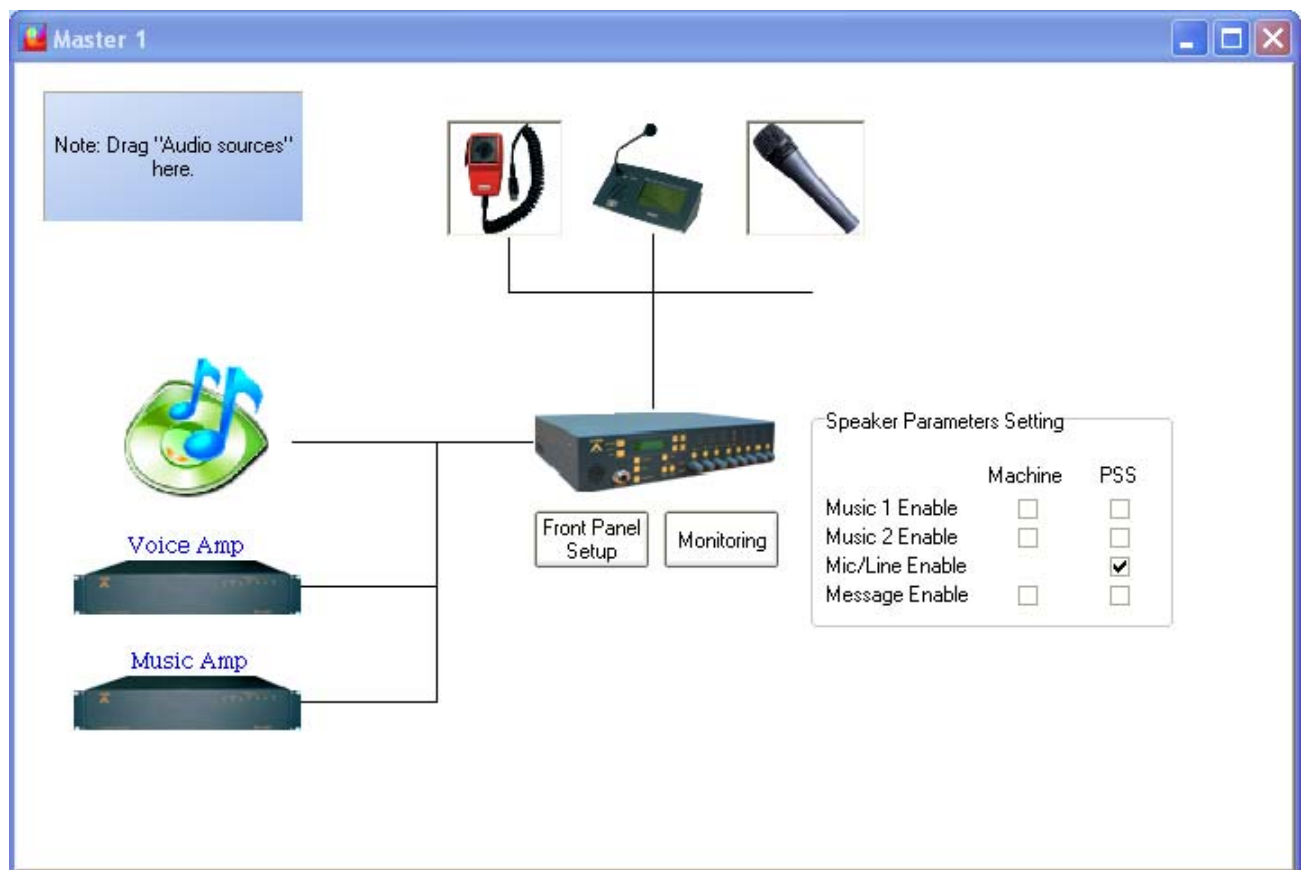 Master 1
Note: Drag "Audio sources"
here.
Speaker Parameters Setting
Machine PSS
Music 1 Enable
Music 2 Enable
Mic/Line Enable
Message Enable
Front Panel
Setup
Monitoring
Voice Amp
Music Amp